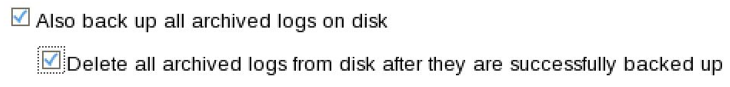 Also back up all archived logs on disk
Delete all archived logs from disk after they are successfully backed up